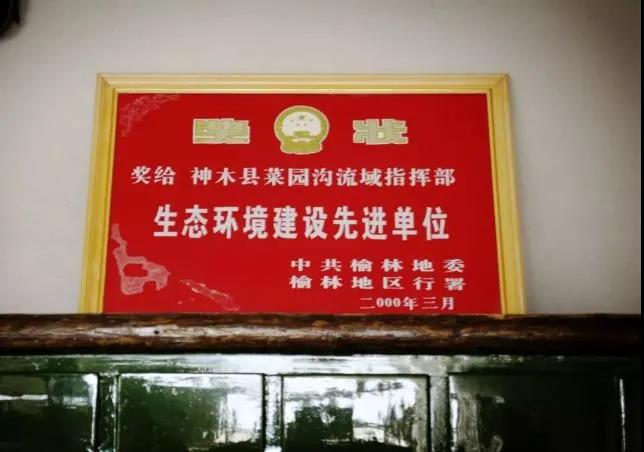 奖状
奖给 神木县菜园沟流域指挥部
生态环境建设先进单位
中共榆林地委
榆林地区行署
二000年三月